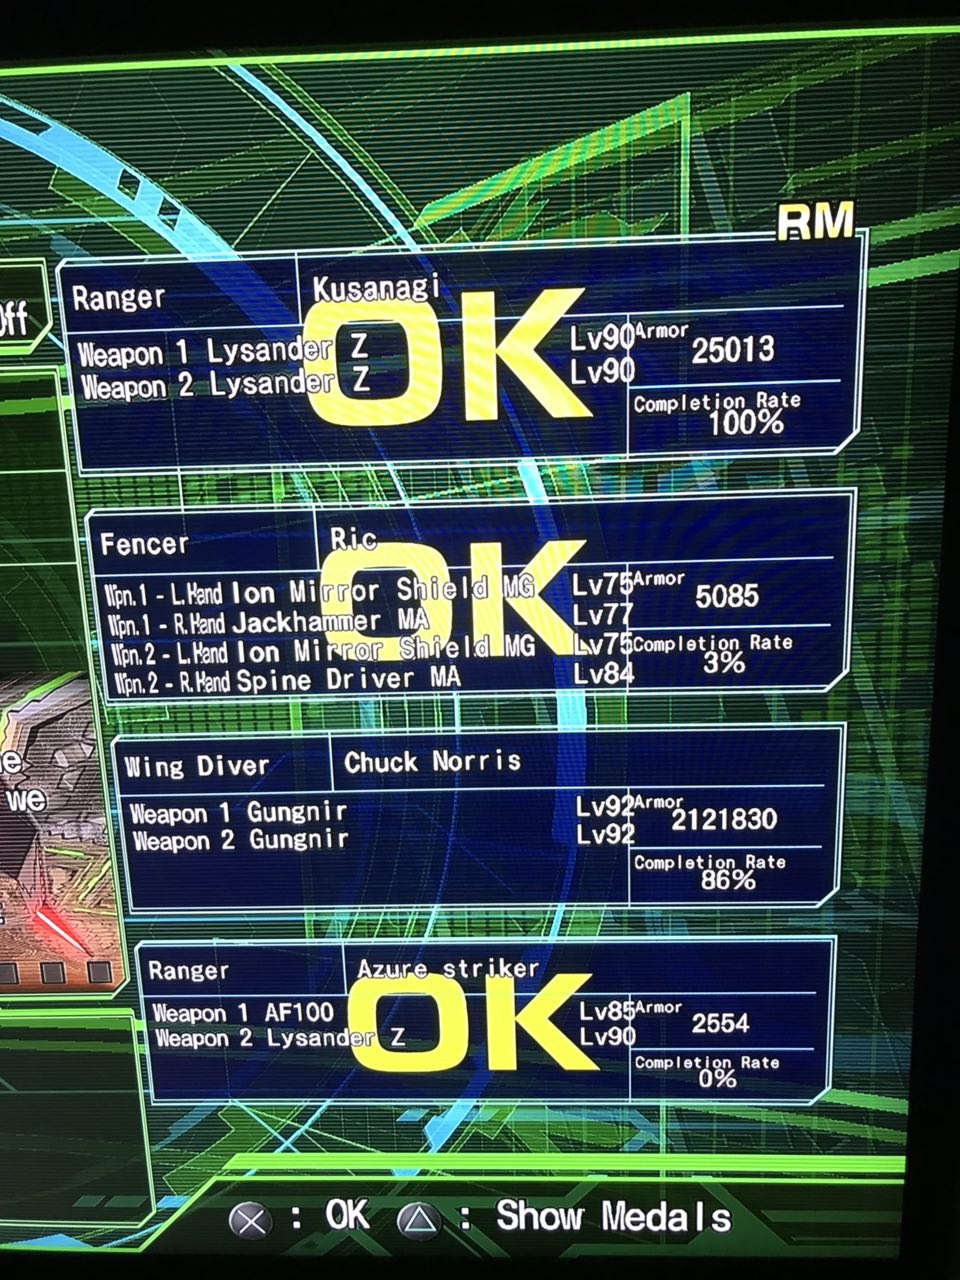 RM
Off
Ranger Kusanagi
OK
Weapon 1 Lysander Z Lv90
Weapon 2 Lysander Z Lv90
Armor
25013
Completion Rate
100%
Fencer Ric
OK
Wpn.1 - L.Hand Ion Mirror Shield MG Lv75
Wpn.1 - R.Hand Jackhammer MA Lv77
Wpn.2 - L.Hand Ion Mirror Shield MG Lv75
Wpn.2 - R.Hand Spine Driver MA Lv84
Armor
5085
Completion Rate
3%
Wing Diver Chuck Norris
Weapon 1 Gungnir Lv92
Weapon 2 Gungnir Lv92
Armor
2121830
Completion Rate
86%
we
Ranger Azure striker
OK
Weapon 1 AF100 Lv85
Weapon 2 Lysander Z Lv90
Armor
2554
Completion Rate
0%
: OK : Show Medals